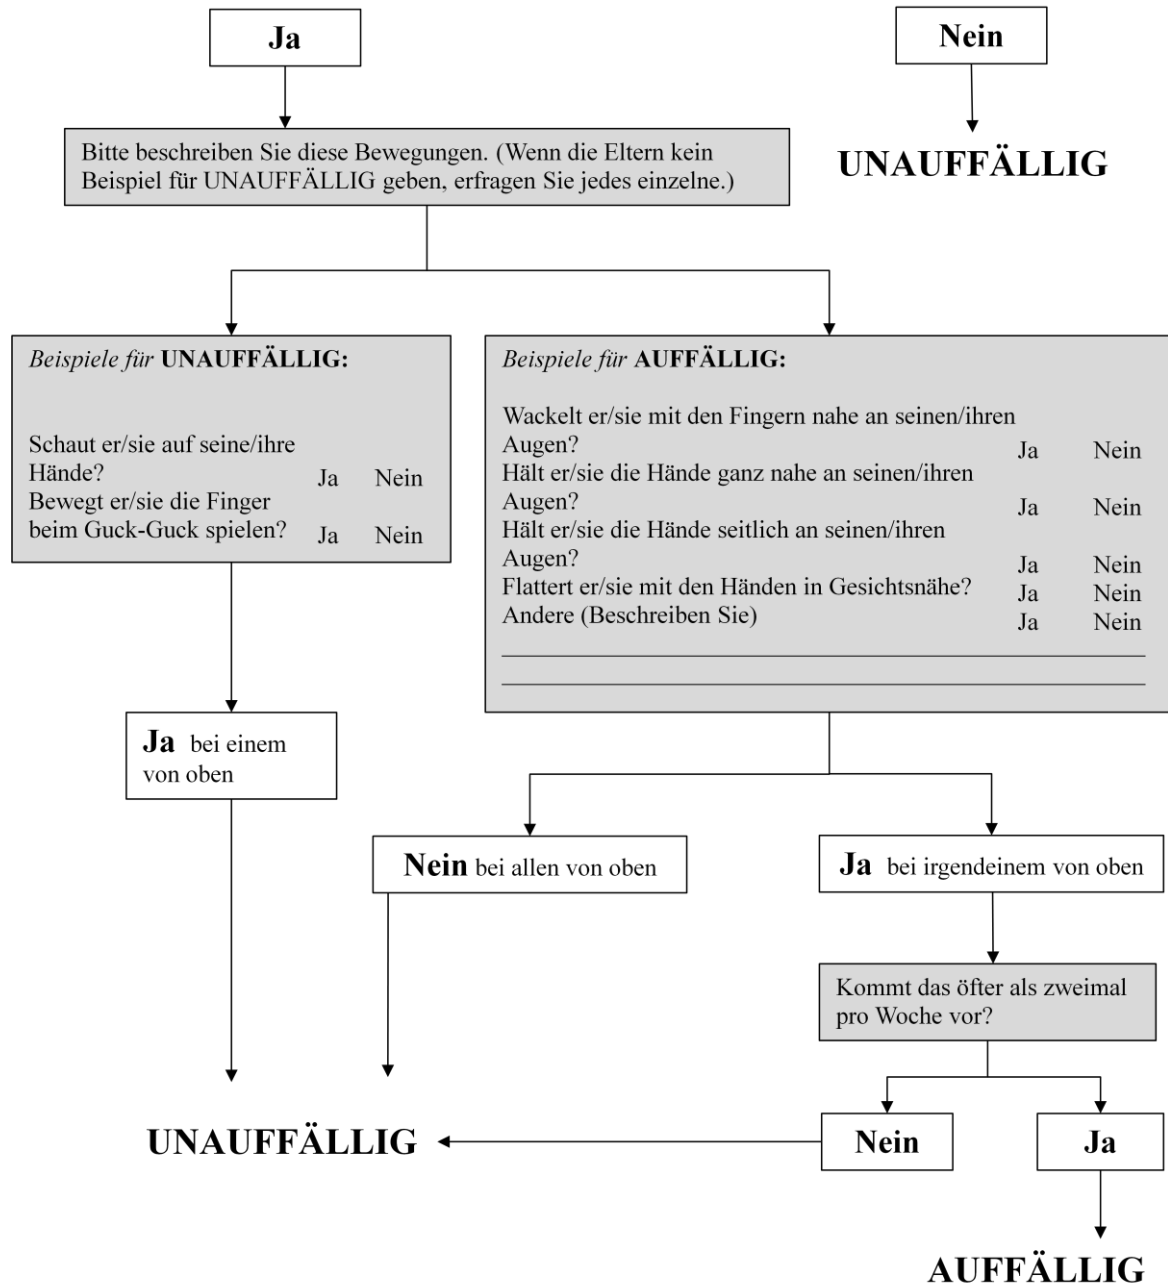 Ja
Nein
UNAUFFÄLLIG
Bitte beschreiben Sie diese Bewegungen. (Wenn die Eltern kein
Beispiel für UNAUFFÄLLIG geben, erfragen Sie jedes einzelne.)
Beispiele für UNAUFFÄLLIG:
Schaut er/sie auf seine/ihre
Hände? Ja Nein
Bewegt er/sie die Finger
beim Guck-Guck spielen? Ja Nein
Beispiele für AUFFÄLLIG:
Wackelt er/sie mit den Fingern nahe an seinen/ihren
Augen? Ja Nein
Hält er/sie die Hände ganz nahe an seinen/ihren
Augen? Ja Nein
Hält er/sie die Hände seitlich an seinen/ihren
Augen? Ja Nein
Flattert er/sie mit den Händen in Gesichtsnähe? Ja Nein
Andere (Beschreiben Sie) Ja Nein
Ja bei einem
von oben
Nein bei allen von oben
Ja bei irgendeinem von oben
Kommt das öfter als zweimal
pro Woche vor?
UNAUFFÄLLIG
Nein
Ja
AUFFÄLLIG